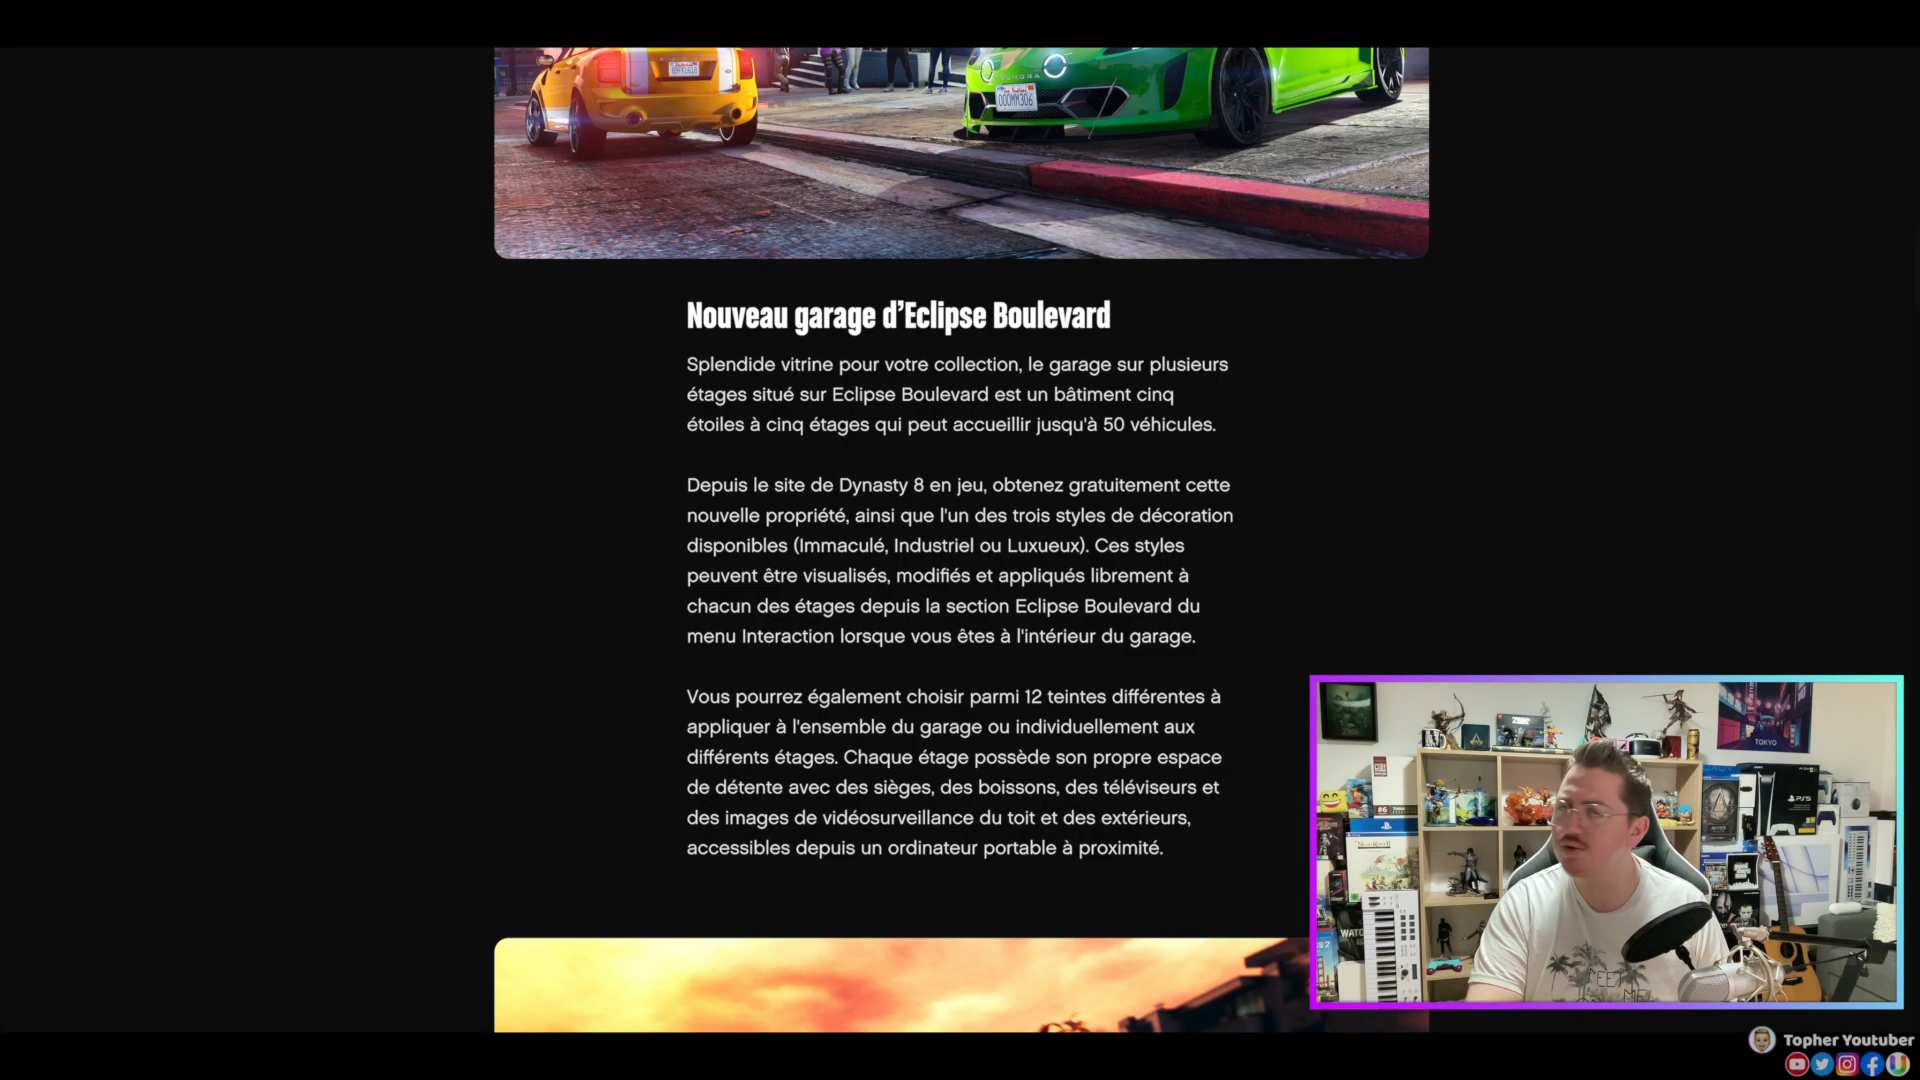 TOUNDRA
000MM306
Nouveau garage d’Eclipse Boulevard
Splendide vitrine pour votre collection, le garage sur plusieurs
étages situé sur Eclipse Boulevard est un bâtiment cinq
étoiles à cinq étages qui peut accueillir jusqu'à 50 véhicules.
Depuis le site de Dynasty 8 en jeu, obtenez gratuitement cette
nouvelle propriété, ainsi que l'un des trois styles de décoration
disponibles (Immaculé, Industriel ou Luxueux). Ces styles
peuvent être visualisés, modifiés et appliqués librement à
chacun des étages depuis la section Eclipse Boulevard du
menu Interaction lorsque vous êtes à l'intérieur du garage.
Vous pourrez également choisir parmi 12 teintes différentes à
appliquer à l'ensemble du garage ou individuellement aux
différents étages. Chaque étage possède son propre espace
de détente avec des sièges, des boissons, des téléviseurs et
des images de vidéosurveillance du toit et des extérieurs,
accessibles depuis un ordinateur portable à proximité.
TOKYO
#6
PS5
WATC
Topher Youtuber